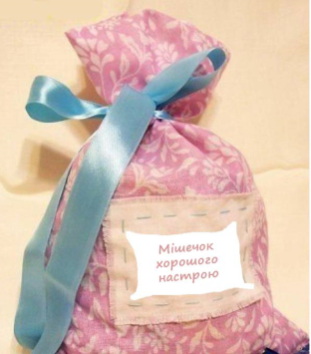 Мішечок
хорошого
настрою